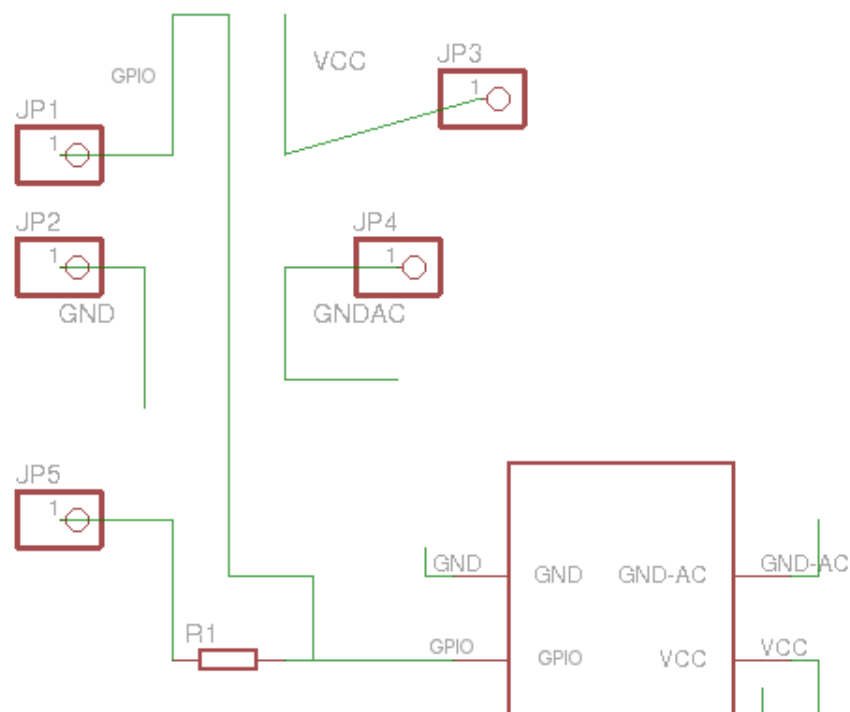 JP3
VCC
GPIO
1
JP1
1
JP2
JP4
1
1
GND
GNDAC
JP5
1
GND
GND-AC
GND
GND-AC
R1
GPIO
VCC
GPIO
VCC